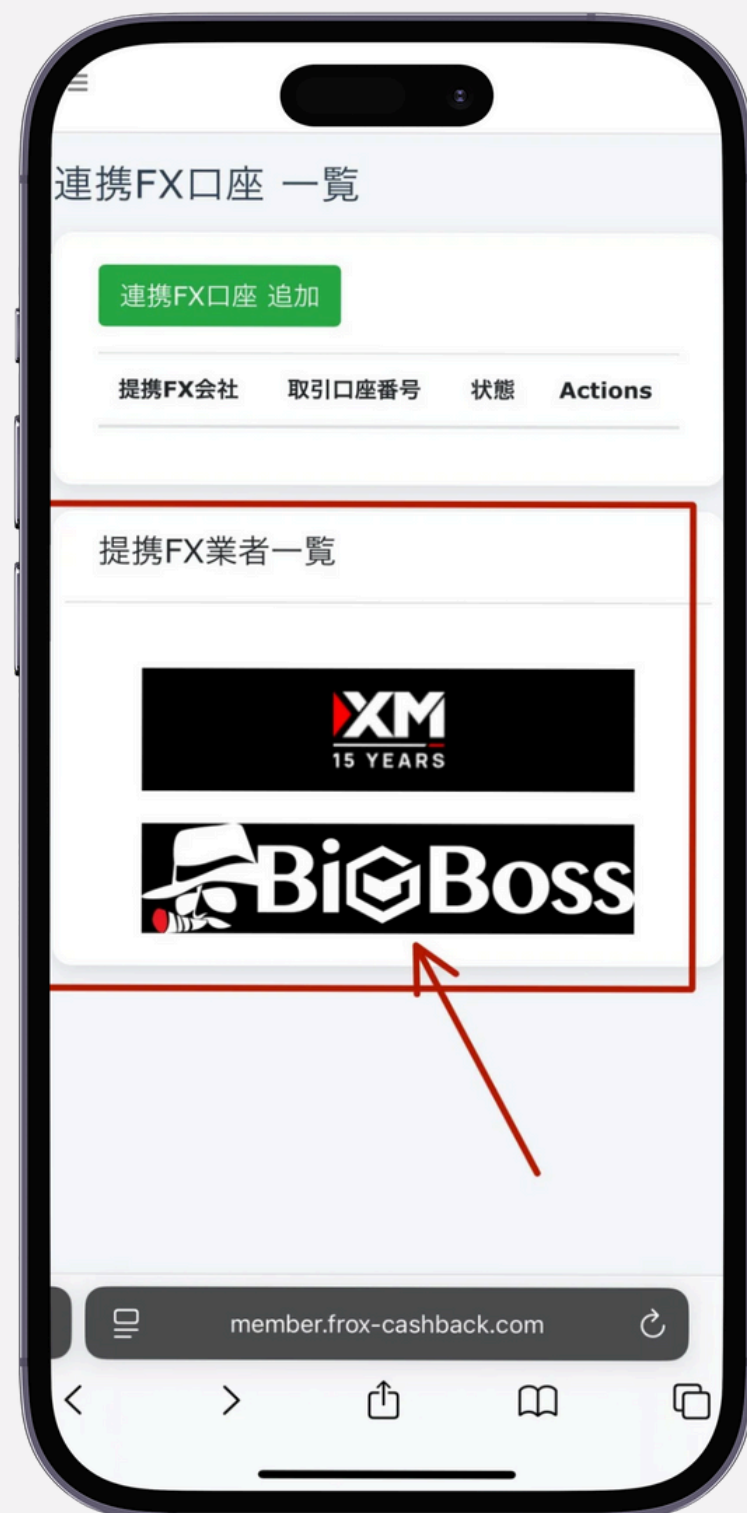 連携FX口座 一覧
連携FX口座 追加
提携FX会社 取引口座番号 状態 Actions
提携FX業者一覧
XM
15 YEARS
BiGBoss
member.frox-cashback.com